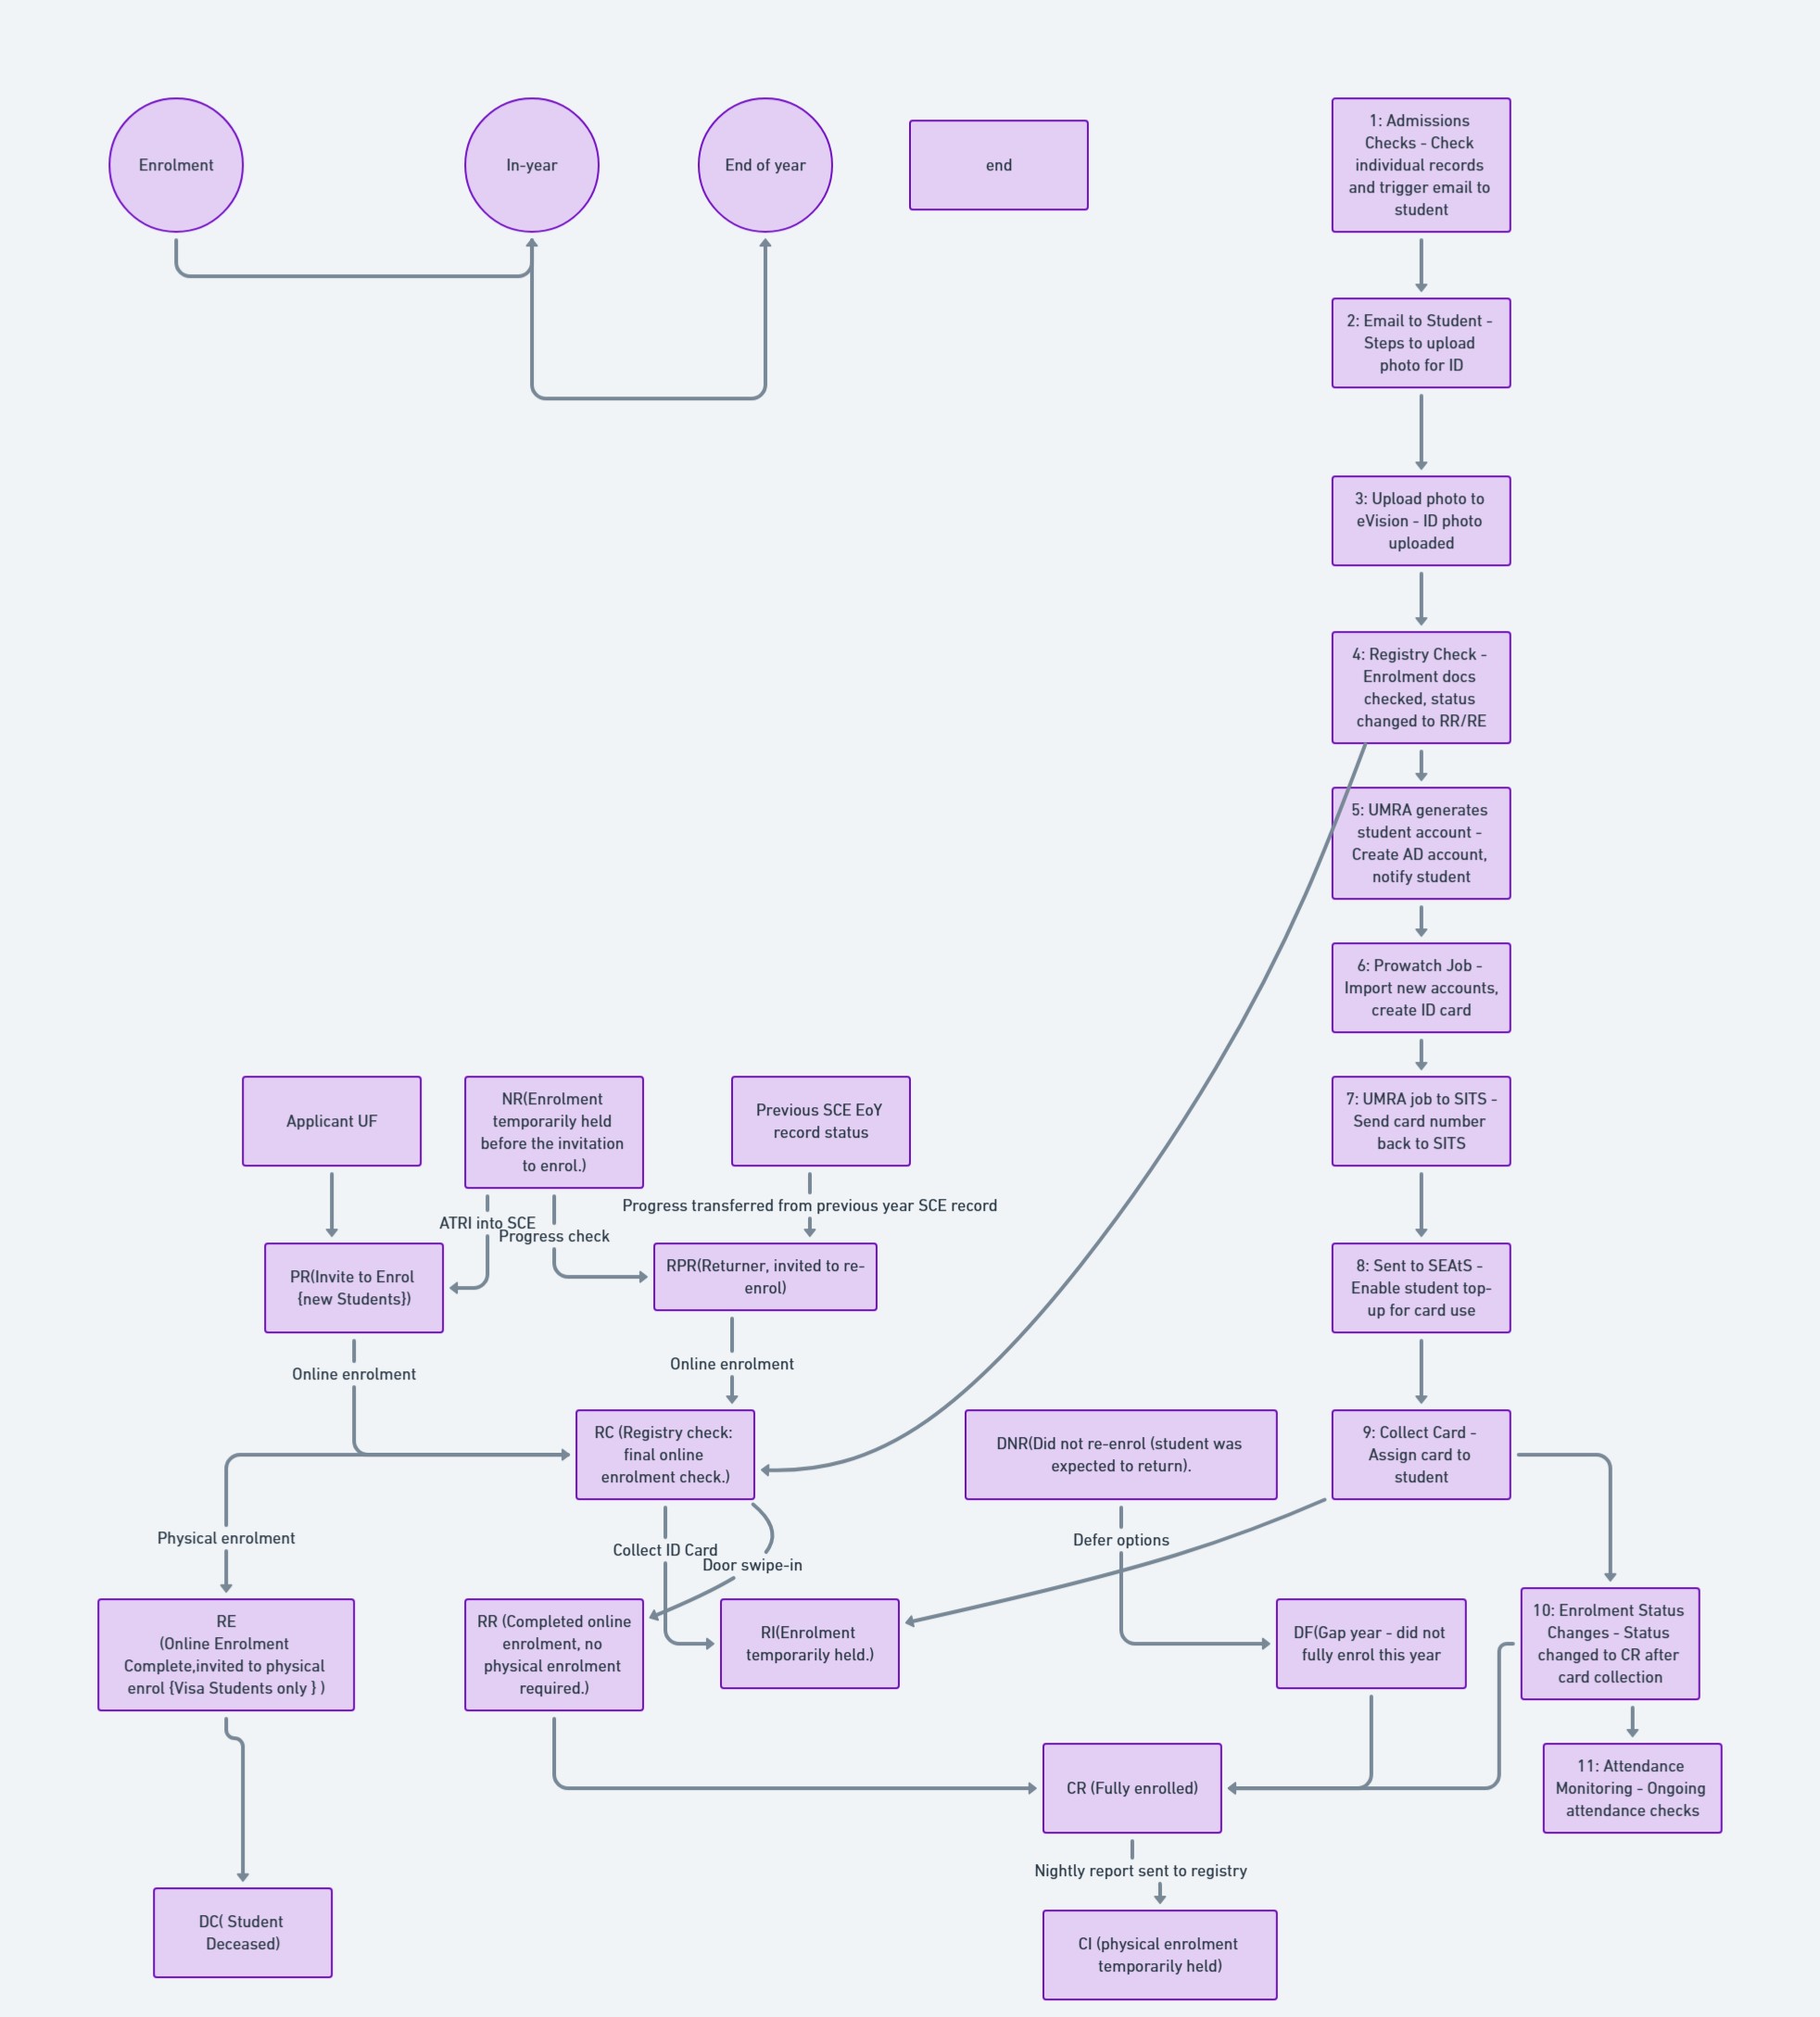 Enrolment
In-year
End of year
end
1: Admissions
Checks - Check
individual records
and trigger email to
student
2: Email to Student -
Steps to upload
photo for ID
3: Upload photo to
eVision - ID photo
uploaded
4: Registry Check -
Enrolment docs
checked, status
changed to RR/RE
5: UMRA generates
student account -
Create AD account,
notify student
6: Prowatch Job -
Import new accounts,
create ID card
Applicant UF
NR(Enrolment
temporarily held
before the invitation
to enrol.)
Previous SCE EoY
record status
7: UMRA job to SITS -
Send card number
back to SITS
ATRI into SCE
Progress check
Progress transferred from previous year SCE record
PR(Invite to Enrol
{new Students})
RPR(Returner, invited to re-
enrol)
8: Sent to SEAtS -
Enable student top-
up for card use
Online enrolment
Online enrolment
RC (Registry check:
final online
enrolment check.)
DNR(Did not re-enrol (student was
expected to return).
9: Collect Card -
Assign card to
student
Physical enrolment
Collect ID Card
Door swipe-in
Defer options
RE
(Online Enrolment
Complete,invited to physical
enrol {Visa Students only } )
RR (Completed online
enrolment, no
physical enrolment
required.)
RI(Enrolment
temporarily held.)
DF(Gap year - did not
fully enrol this year
10: Enrolment Status
Changes - Status
changed to CR after
card collection
CR (Fully enrolled)
11: Attendance
Monitoring - Ongoing
attendance checks
Nightly report sent to registry
DC( Student
Deceased)
CI (physical enrolment
temporarily held)